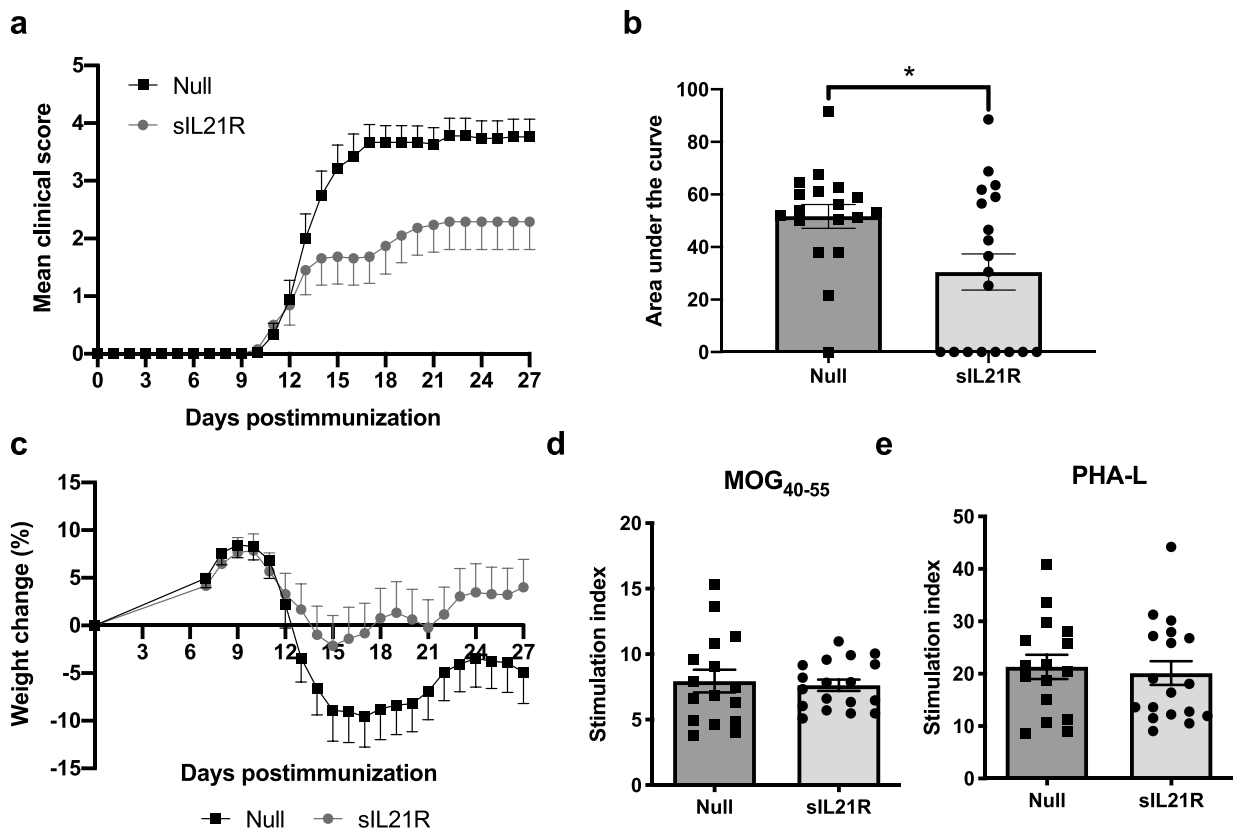 a
5
4
3
2
1
0
Mean clinical score
Null
sIL21R
0 3 6 9 12 15 18 21 24 27
Days postimmunization
b
*
100
80
60
40
20
0
Area under the curve
Null sIL21R
c
15
10
5
0
-5
-10
-15
Weight change (%)
3 6 9 12 15 18 21 24 27
Days postimmunization
Null sIL21R
d
MOG40-55
20
15
10
5
0
Stimulation index
Null sIL21R
e
PHA-L
50
40
30
20
10
0
Stimulation index
Null sIL21R